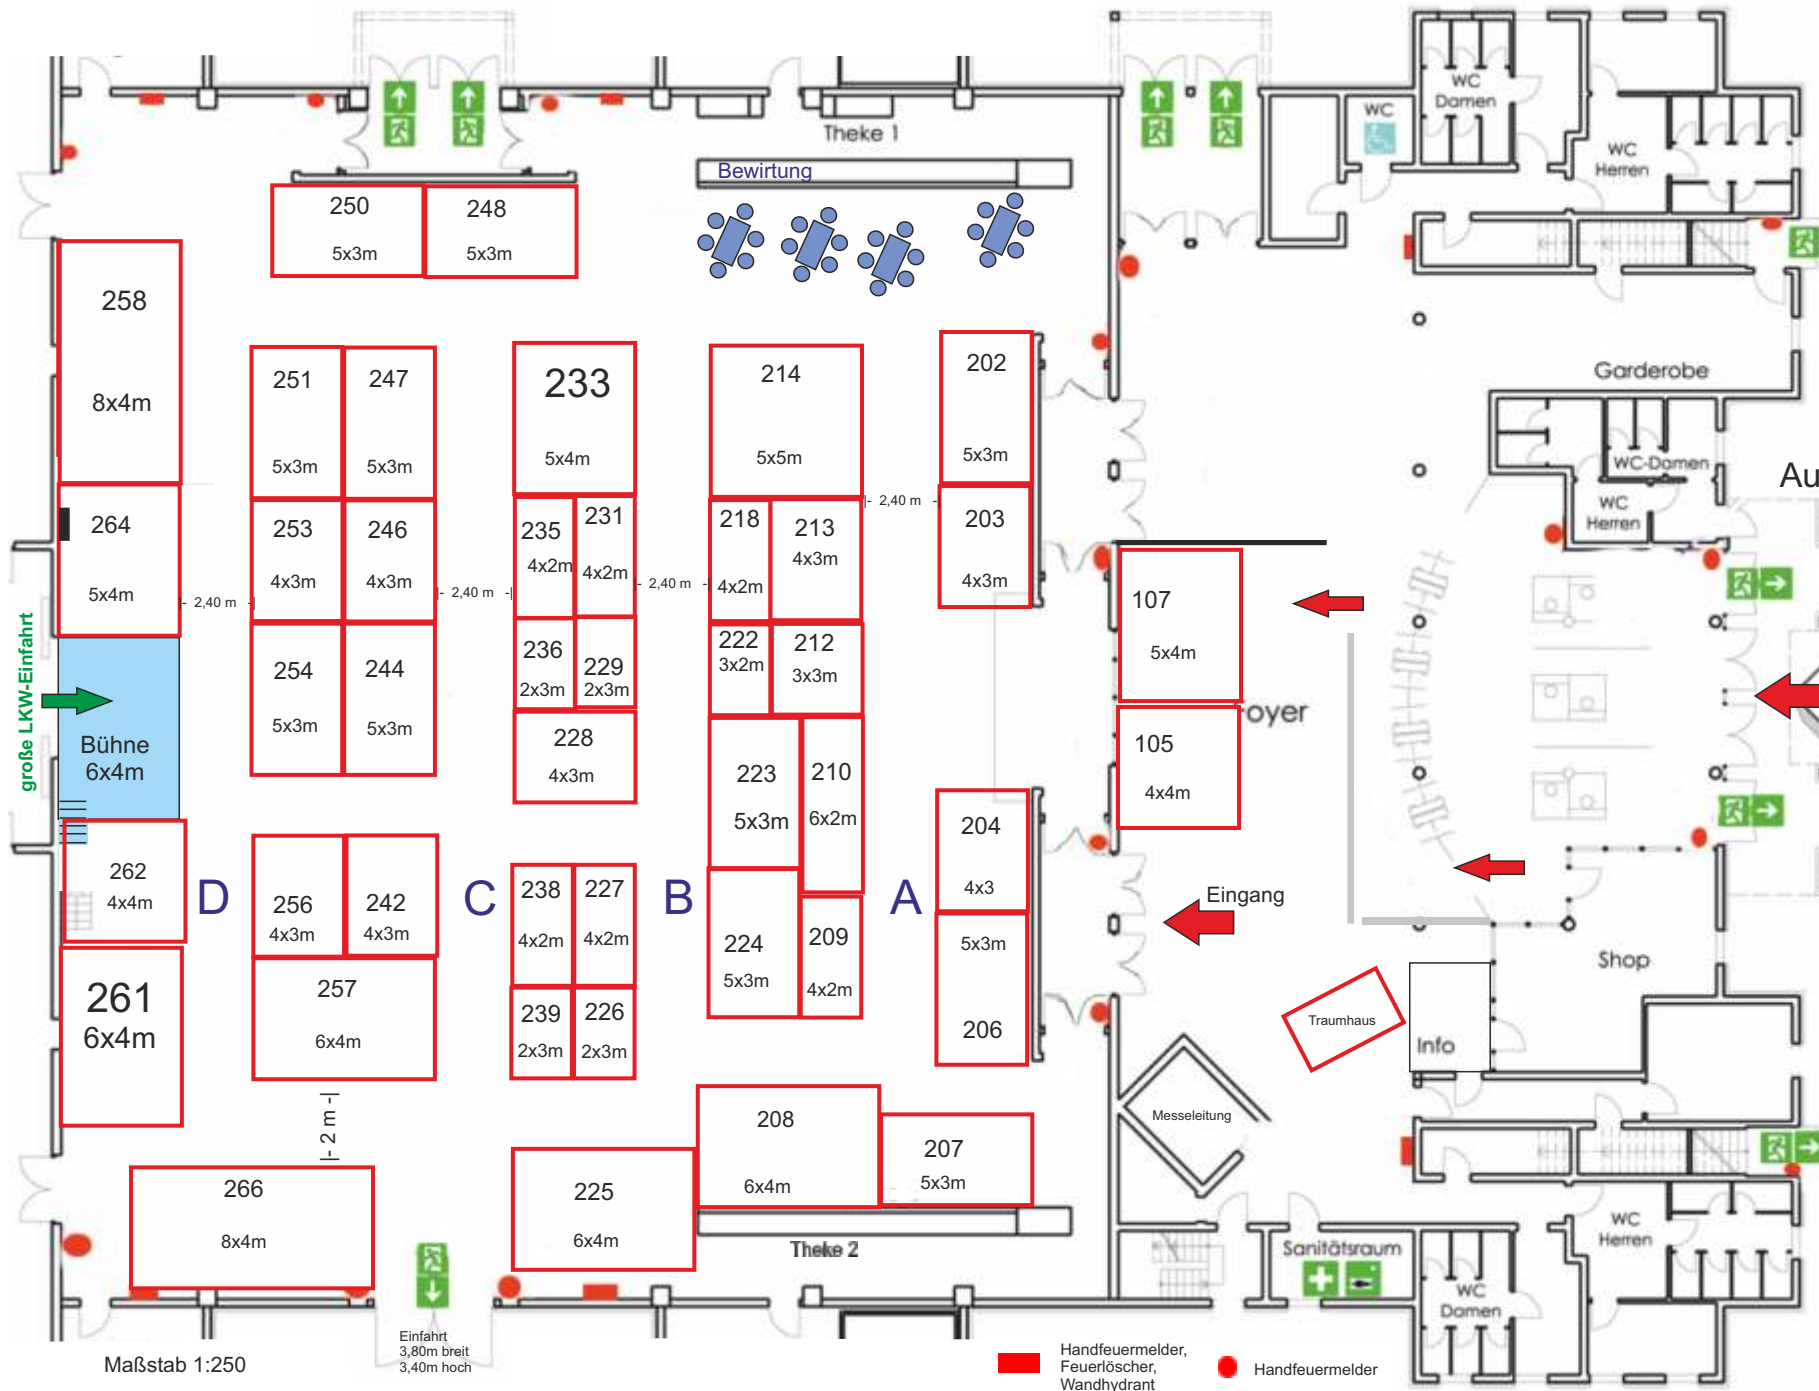 Theke 1
Bewirtung
WC
WC
Damen
WC
Herren
250
5x3m
248
5x3m
258
8x4m
251
5x3m
247
5x3m
233
5x4m
214
5x5m
202
5x3m
Garderobe
WC-Damen
WC
Herren
Au
264
5x4m
253
4x3m
246
4x3m
235
4x2m
231
4x2m
218
4x2m
213
4x3m
203
4x3m
|- 2,40 m -|
|- 2,40 m -|
|- 2,40 m -|
|- 2,40 m -|
große LKW-Einfahrt
Bühne
6x4m
254
5x3m
244
5x3m
236
2x3m
229
2x3m
228
4x3m
222
3x2m
212
3x3m
223
5x3m
210
6x2m
107
5x4m
105
4x4m
oyer
262
4x4m
D
256
4x3m
242
4x3m
C
238
4x2m
227
4x2m
B
224
5x3m
209
4x2m
A
204
4x3
5x3m
206
Eingang
Shop
261
6x4m
257
6x4m
239
2x3m
226
2x3m
Traumhaus
Info
Messeleitung
|- 2 m -|
266
8x4m
225
6x4m
208
6x4m
207
5x3m
Theke 2
Sanitätsraum
WC
Herren
WC
Damen
Maßstab 1:250
Einfahrt
3,80m breit
3,40m hoch
Handfeuermelder,
Feuerlöscher,
Wandhydrant
Handfeuermelder